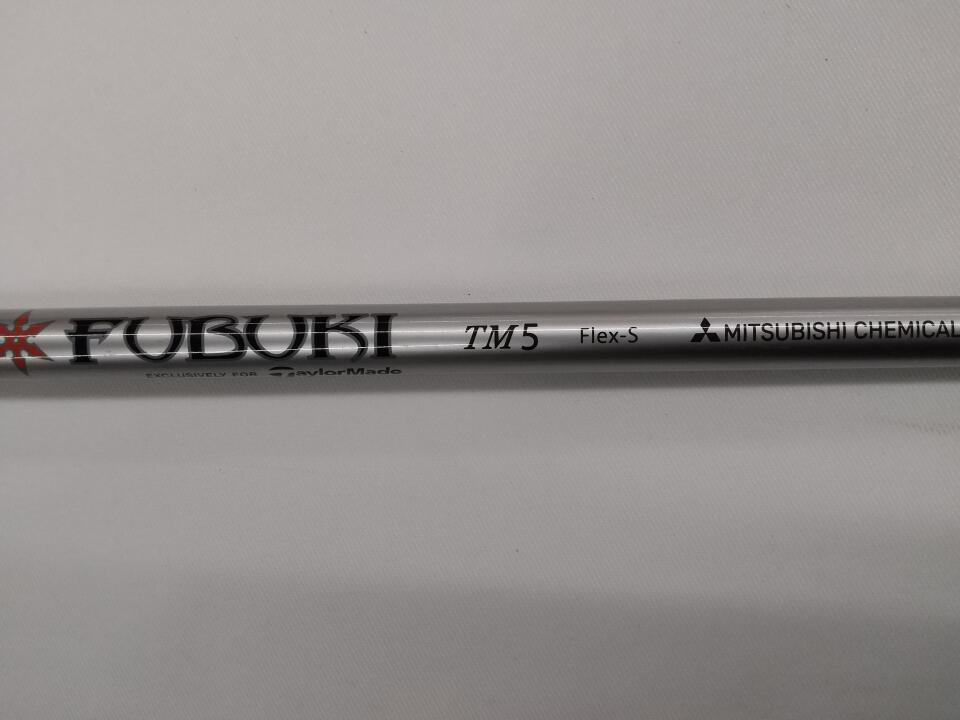 FUBUKI TM5 Flex-S MITSUBISHI CHEMICAL
EXCLUSIVELY FOR TaylorMade